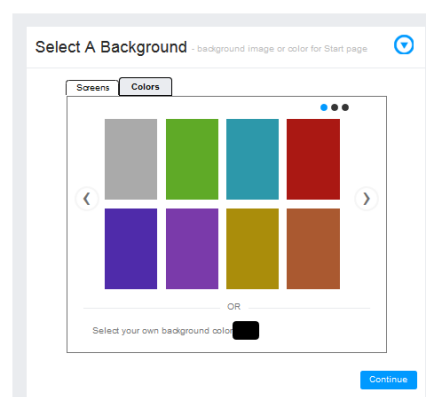 Select A Background - background image or color for Start page
Screens Colors
OR
Select your own background color
Continue